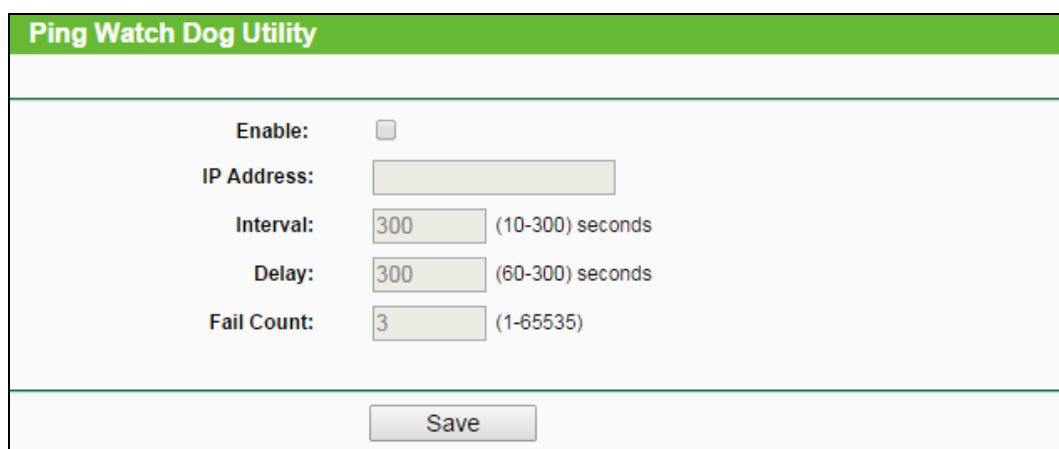 Ping Watch Dog Utility
Enable:
IP Address:
Interval: 300 (10-300) seconds
Delay: 300 (60-300) seconds
Fail Count: 3 (1-65535)
Save